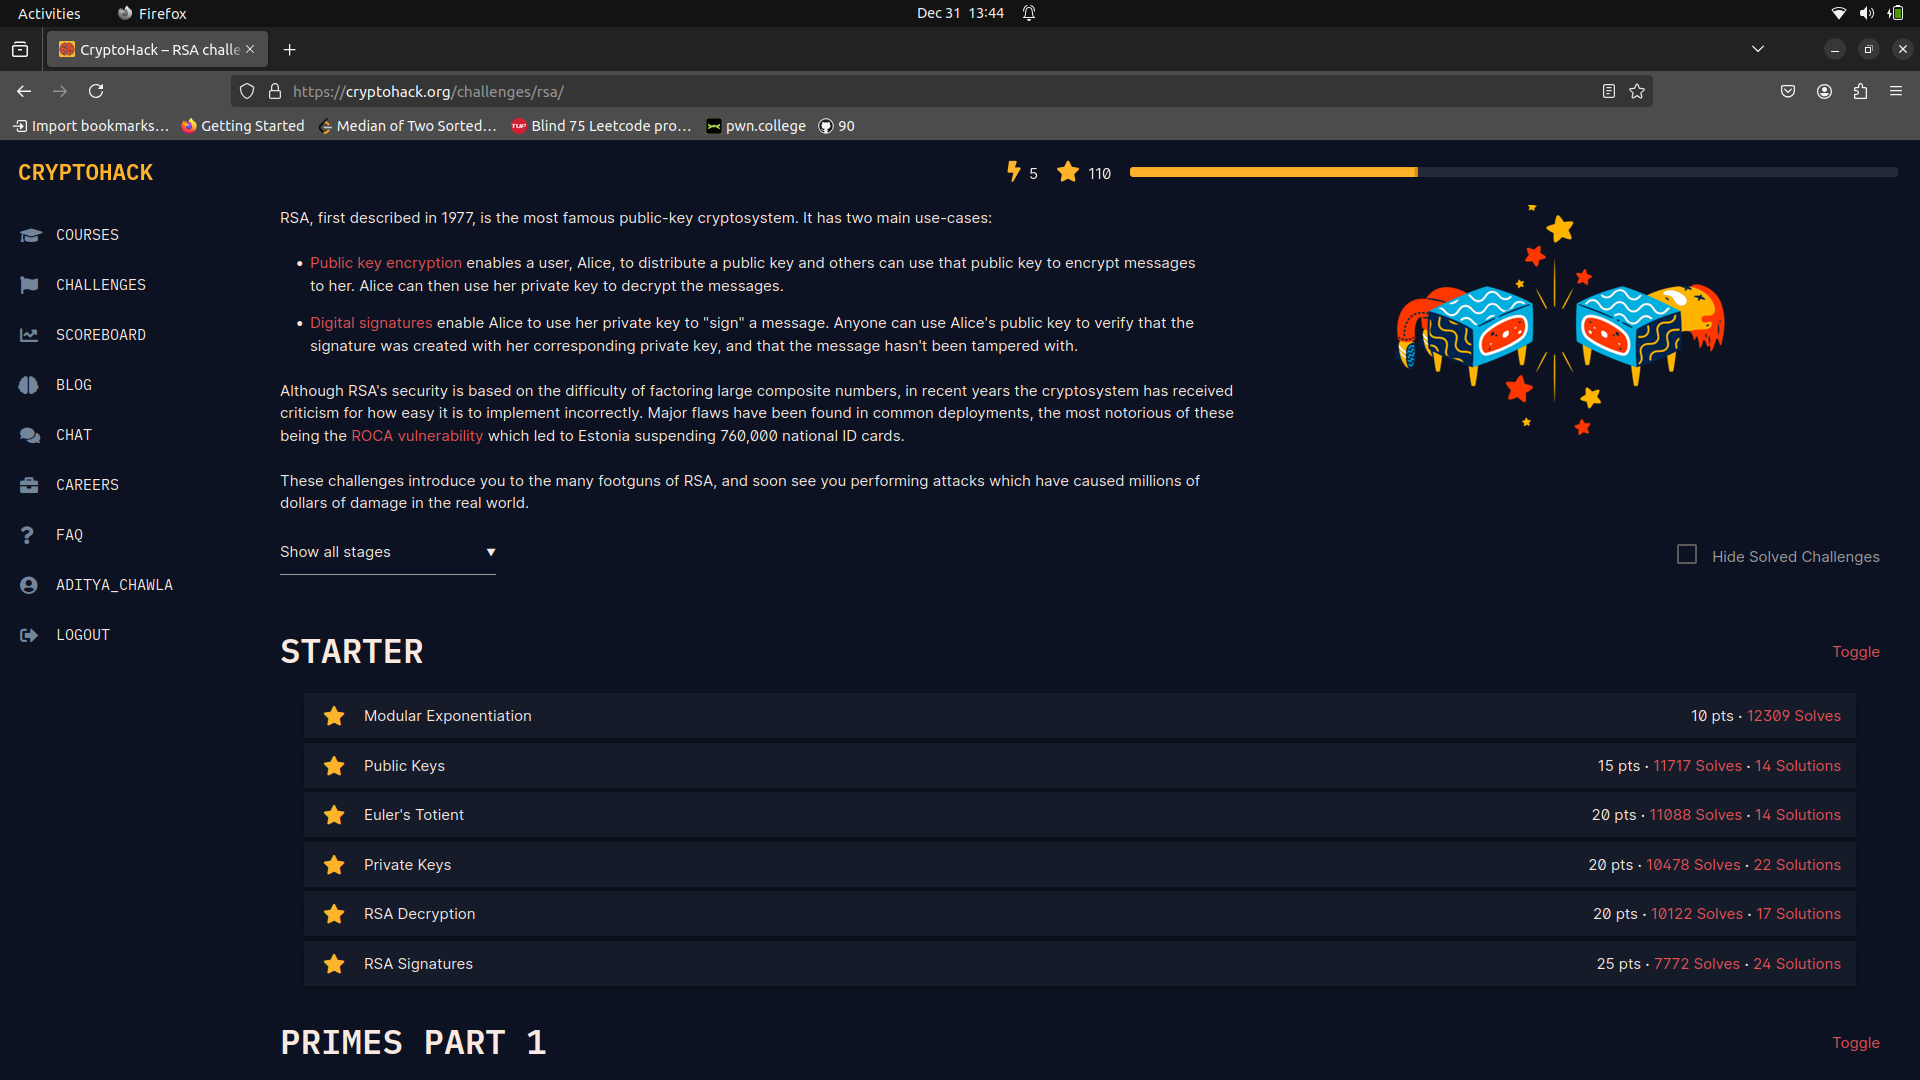 Activities
Firefox
Dec 31 13:44
CryptoHack – RSA challe
https://cryptohack.org/challenges/rsa/
Import bookmarks...
Getting Started
Median of Two Sorted...
Blind 75 Leetcode pro...
pwn.college
90
CRYPTOHACK
5
110
COURSES
CHALLENGES
SCOREBOARD
BLOG
CHAT
CAREERS
FAQ
ADITYA_CHAWLA
LOGOUT
RSA, first described in 1977, is the most famous public-key cryptosystem. It has two main use-cases:
• Public key encryption enables a user, Alice, to distribute a public key and others can use that public key to encrypt messages
to her. Alice can then use her private key to decrypt the messages.
• Digital signatures enable Alice to use her private key to "sign" a message. Anyone can use Alice's public key to verify that the
signature was created with her corresponding private key, and that the message hasn't been tampered with.
Although RSA's security is based on the difficulty of factoring large composite numbers, in recent years the cryptosystem has received
criticism for how easy it is to implement incorrectly. Major flaws have been found in common deployments, the most notorious of these
being the ROCA vulnerability which led to Estonia suspending 760,000 national ID cards.
These challenges introduce you to the many footguns of RSA, and soon see you performing attacks which have caused millions of
dollars of damage in the real world.
Show all stages
Hide Solved Challenges
STARTER
Toggle
Modular Exponentiation
10 pts · 12309 Solves
Public Keys
15 pts · 11717 Solves · 14 Solutions
Euler's Totient
20 pts · 11088 Solves · 14 Solutions
Private Keys
20 pts · 10478 Solves · 22 Solutions
RSA Decryption
20 pts · 10122 Solves · 17 Solutions
RSA Signatures
25 pts · 7772 Solves · 24 Solutions
PRIMES PART 1
Toggle